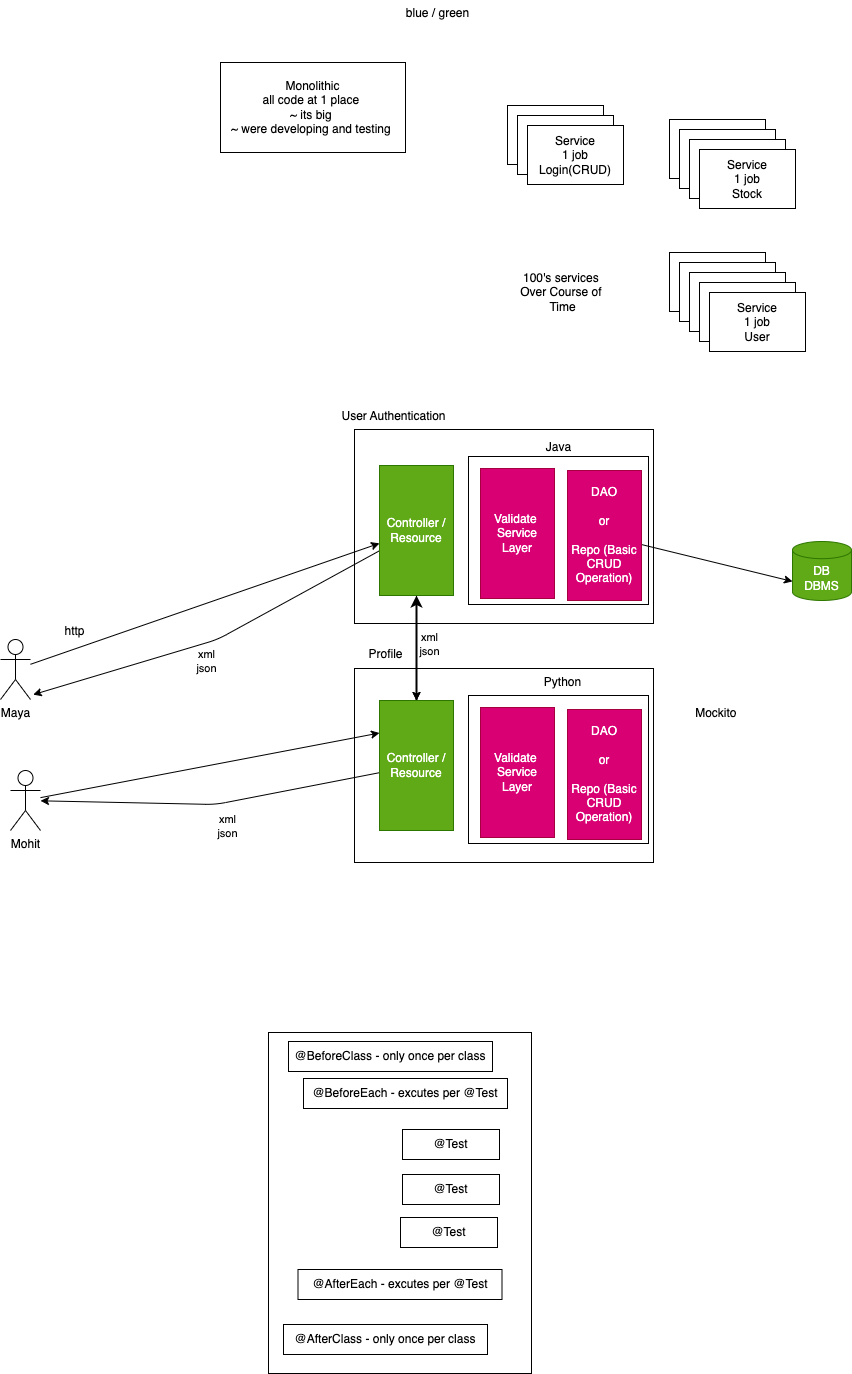 blue / green
Monolithic
all code at 1 place
~ its big
~ were developing and testing
Service
1 job
Login(CRUD)
Service
1 job
Stock
100's services
Over Course of
Time
Service
1 job
User
User Authentication
Java
Controller /
Resource
Validate
Service
Layer
DAO
or
Repo (Basic
CRUD
Operation)
DB
DBMS
http
xml
json
Maya
Profile
xml
json
Python
Controller /
Resource
Validate
Service
Layer
DAO
or
Repo (Basic
CRUD
Operation)
Mockito
xml
json
Mohit
@BeforeClass - only once per class
@BeforeEach - excutes per @Test
@Test
@Test
@Test
@AfterEach - excutes per @Test
@AfterClass - only once per class